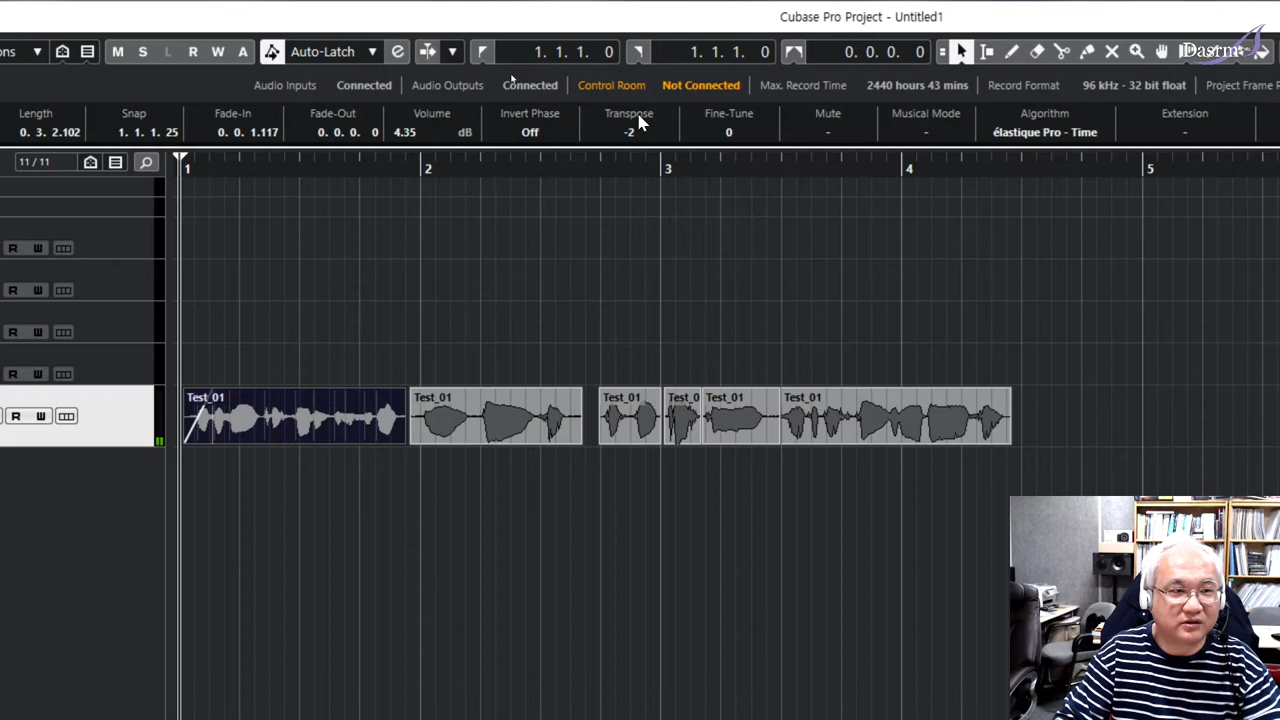 Cubase Pro Project - Untitled1
ons M S L R W A Auto-Latch 1. 1. 1. 0 1. 1. 1. 0 0. 0. 0. 0
Audio Inputs Connected Audio Outputs Connected Control Room Not Connected Max. Record Time 2440 hours 43 mins Record Format 96 kHz - 32 bit float Project Frame R
Length Snap Fade-In Fade-Out Volume Invert Phase Transpose Fine-Tune Mute Musical Mode Algorithm Extension
0. 3. 2.102 1. 1. 1. 25 0. 0. 1.117 0. 0. 0. 0 4.35 dB Off -2 0 - - élastique Pro - Time -
11 / 11 1 2 3 4 5
R W
R W
R W
R W
Test_01 Test_01 Test_01 Test_0 Test_01 Test_01
R W